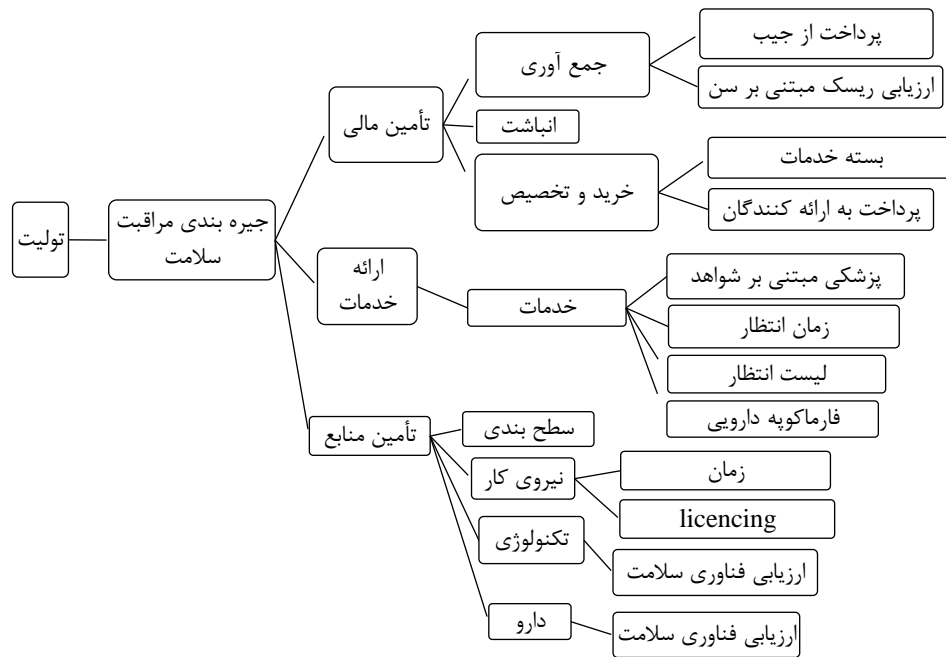 تولیت
جیره بندی مراقبت
سلامت
تأمین مالی
جمع آوری
پرداخت از جیب
ارزیابی ریسک مبتنی بر سن
انباشت
خرید و تخصیص
بسته خدمات
پرداخت به ارائه کنندگان
ارائه
خدمات
خدمات
پزشکی مبتنی بر شواهد
زمان انتظار
لیست انتظار
فارماکوپه دارویی
تأمین منابع
سطح بندی
نیروی کار
زمان
licencing
تکنولوژی
ارزیابی فناوری سلامت
دارو
ارزیابی فناوری سلامت